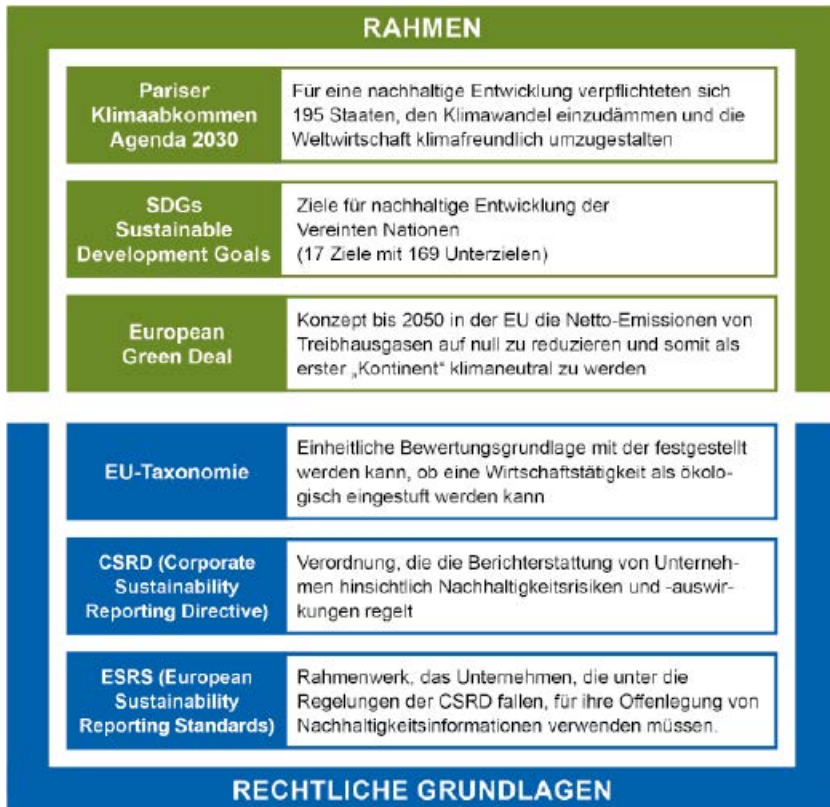 RAHMEN
Pariser
Klimaabkommen
Agenda 2030
Für eine nachhaltige Entwicklung verpflichteten sich
195 Staaten, den Klimawandel einzudämmen und die
Weltwirtschaft klimafreundlich umzugestalten
SDGs
Sustainable
Development Goals
Ziele für nachhaltige Entwicklung der
Vereinten Nationen
(17 Ziele mit 169 Unterzielen)
European
Green Deal
Konzept bis 2050 in der EU die Netto-Emissionen von
Treibhausgasen auf null zu reduzieren und somit als
erster „Kontinent“ klimaneutral zu werden
EU-Taxonomie
Einheitliche Bewertungsgrundlage mit der festgestellt
werden kann, ob eine Wirtschaftstätigkeit als ökolo-
gisch eingestuft werden kann
CSRD (Corporate
Sustainability
Reporting Directive)
Verordnung, die die Berichterstattung von Unterneh-
men hinsichtlich Nachhaltigkeitsrisiken und -auswir-
kungen regelt
ESRS (European
Sustainability
Reporting Standards)
Rahmenwerk, das Unternehmen, die unter die
Regelungen der CSRD fallen, für ihre Offenlegung von
Nachhaltigkeitsinformationen verwenden müssen.
RECHTLICHE GRUNDLAGEN